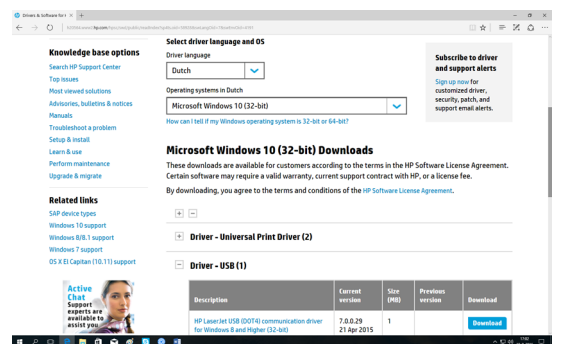 Drivers & Software for H
Knowledge base options
Search HP Support Center
Top issues
Most viewed solutions
Advisories, bulletins & notices
Manuals
Troubleshoot a problem
Setup & install
Learn & use
Perform maintenance
Upgrade & migrate
Related links
SAP device types
Windows 10 support
Windows 8/8.1 support
Windows 7 support
OS X El Capitan (10.11) support
Active
Chat
Support
experts are
available to
assist you
Select driver language and OS
Driver language
Dutch
Operating systems in Dutch
Microsoft Windows 10 (32-bit)
How can I tell if my Windows operating system is 32-bit or 64-bit?
Subscribe to driver
and support alerts
Sign up now for
customized driver,
security, patch, and
support email alerts.
Microsoft Windows 10 (32-bit) Downloads
These downloads are available for customers according to the terms in the HP Software License Agreement.
Certain software may require a valid warranty, current support contract with HP, or a license fee.
By downloading, you agree to the terms and conditions of the HP Software License Agreement.
Driver - Universal Print Driver (2)
Driver - USB (1)
Description Current version Size (MB) Previous version Download
HP LaserJet USB (DOT4) communication driver for Windows 8 and Higher (32-bit) 7.0.0.29 21 Apr 2015 1 Download
17:02